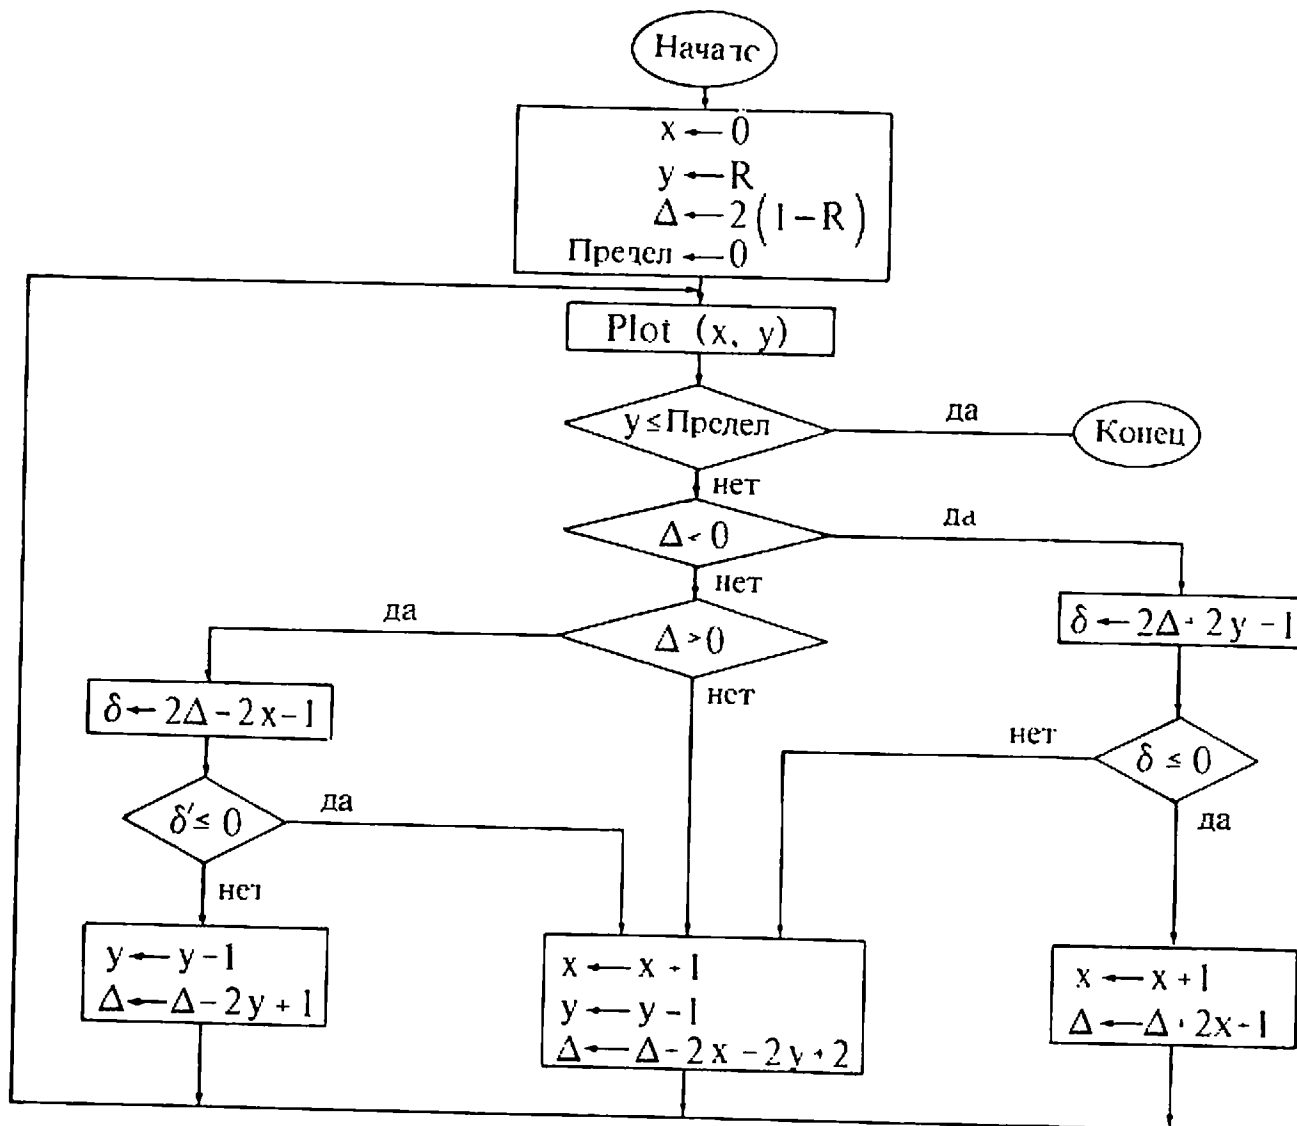 Начало
x ← 0
y ← R
Δ ← 2(1 − R)
Предел ← 0
Plot (x, y)
y ≤ Предел
да
Конец
нет
Δ < 0
да
нет
Δ > 0
да
нет
δ ← 2Δ + 2y − 1
δ ← 2Δ − 2x − 1
δ ≤ 0
нет
да
δ′ ≤ 0
да
нет
y ← y − 1
Δ ← Δ − 2y + 1
x ← x + 1
y ← y − 1
Δ ← Δ − 2x − 2y + 2
x ← x + 1
Δ ← Δ + 2x − 1